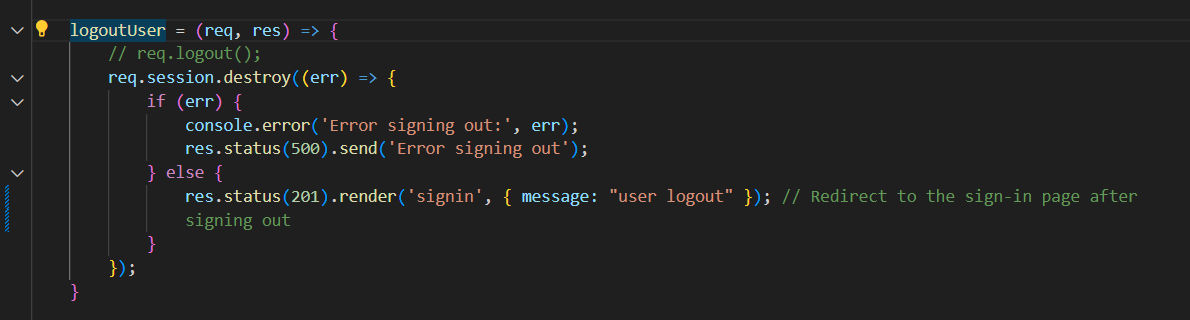 logoutUser = (req, res) => {
// req.logout();
req.session.destroy((err) => {
if (err) {
console.error('Error signing out:', err);
res.status(500).send('Error signing out');
} else {
res.status(201).render('signin', { message: "user logout" }); // Redirect to the sign-in page after
signing out
}
});
}